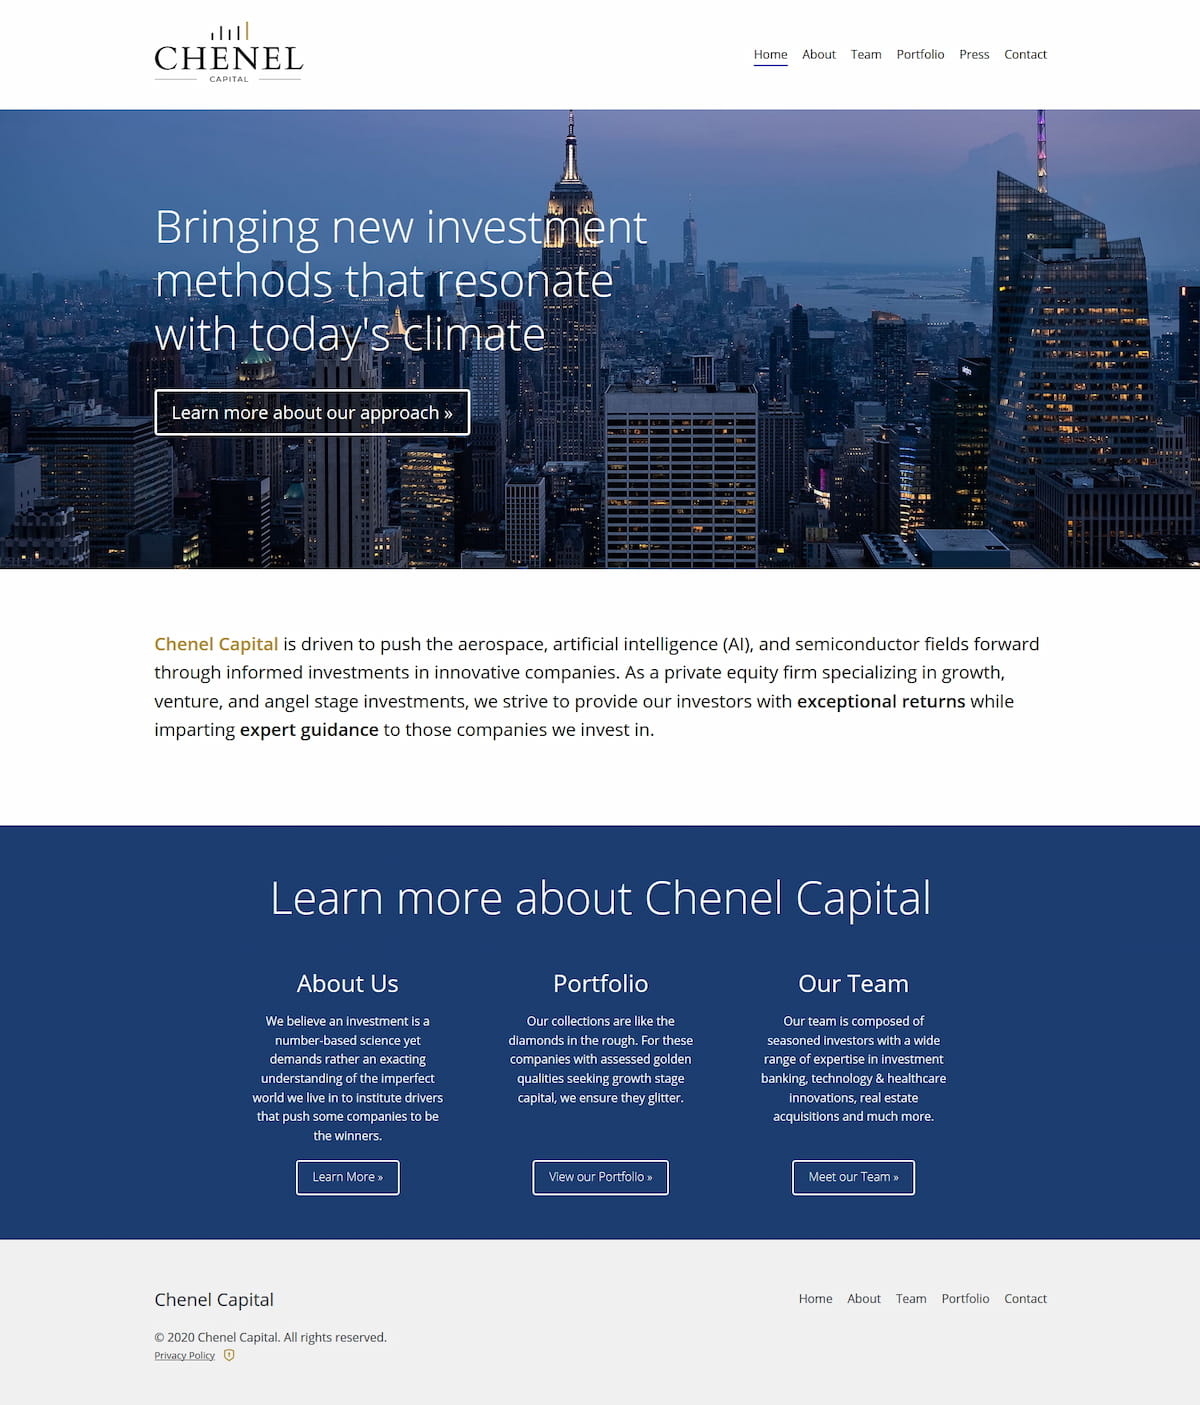 CHENEL
CAPITAL
Home About Team Portfolio Press Contact
Bringing new investment
methods that resonate
with today's climate
Learn more about our approach »
Chenel Capital is driven to push the aerospace, artificial intelligence (AI), and semiconductor fields forward
through informed investments in innovative companies. As a private equity firm specializing in growth,
venture, and angel stage investments, we strive to provide our investors with exceptional returns while
imparting expert guidance to those companies we invest in.
Learn more about Chenel Capital
About Us
We believe an investment is a
number-based science yet
demands rather an exacting
understanding of the imperfect
world we live in to institute drivers
that push some companies to be
the winners.
Learn More »
Portfolio
Our collections are like the
diamonds in the rough. For these
companies with assessed golden
qualities seeking growth stage
capital, we ensure they glitter.
View our Portfolio »
Our Team
Our team is composed of
seasoned investors with a wide
range of expertise in investment
banking, technology & healthcare
innovations, real estate
acquisitions and much more.
Meet our Team »
Chenel Capital
Home About Team Portfolio Contact
© 2020 Chenel Capital. All rights reserved.
Privacy Policy